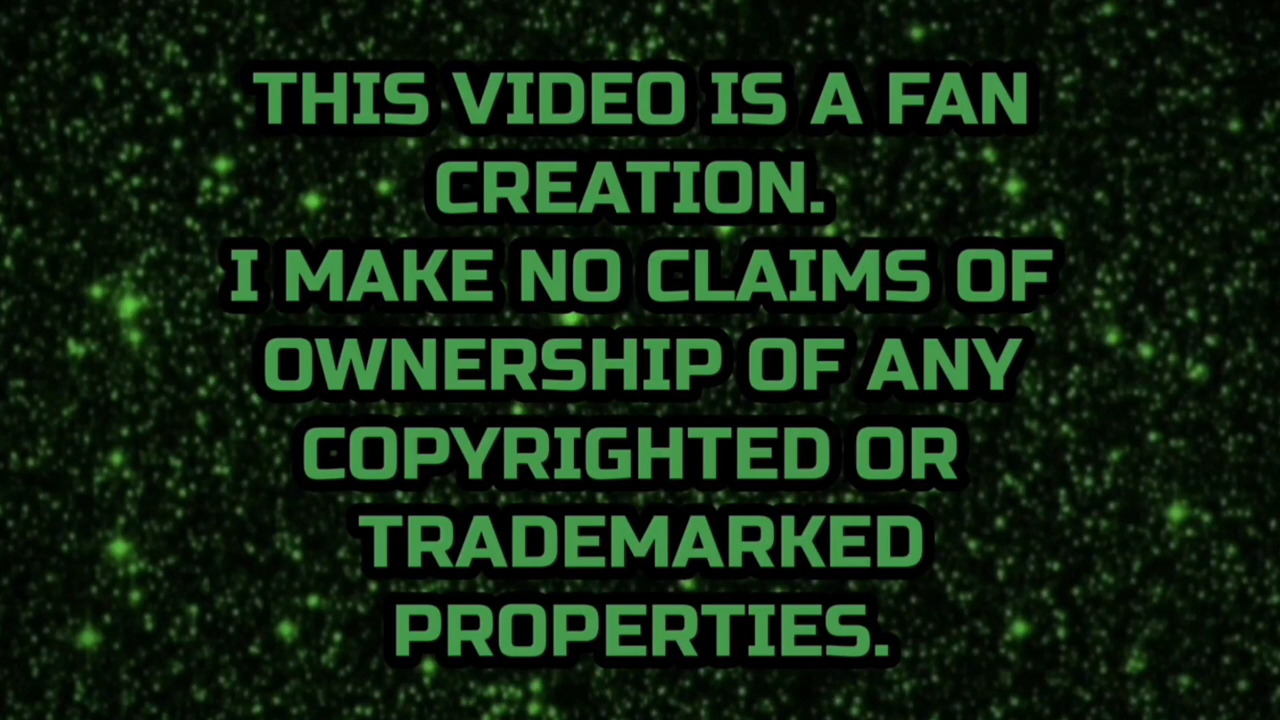 THIS VIDEO IS A FAN
CREATION.
I MAKE NO CLAIMS OF
OWNERSHIP OF ANY
COPYRIGHTED OR
TRADEMARKED
PROPERTIES.